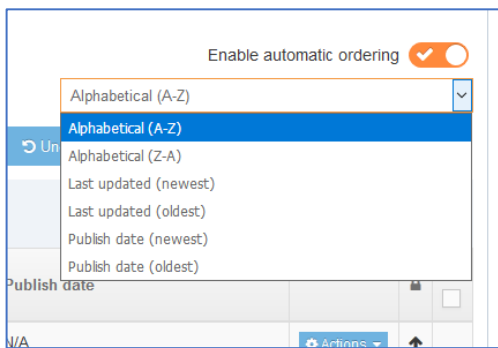 Enable automatic ordering
Alphabetical (A-Z)
Alphabetical (A-Z)
Alphabetical (Z-A)
Last updated (newest)
Last updated (oldest)
Publish date (newest)
Publish date (oldest)
Publish date
N/A
Actions